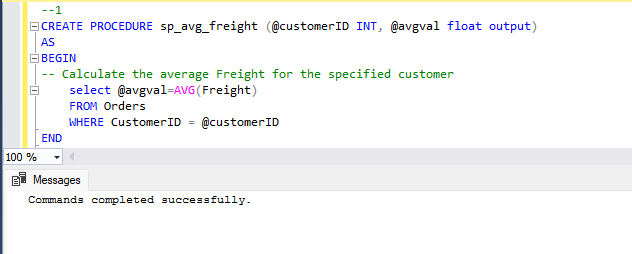 --1
CREATE PROCEDURE sp_avg_freight (@customerID INT, @avgval float output)
AS
BEGIN
-- Calculate the average Freight for the specified customer
select @avgval=AVG(Freight)
FROM Orders
WHERE CustomerID = @customerID
END
100 %
Messages
Commands completed successfully.